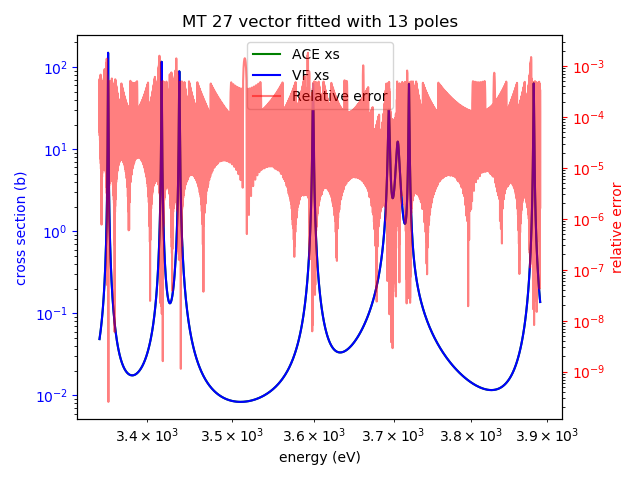 MT 27 vector fitted with 13 poles
ACE xs
VF xs
Relative error
10² 10¹ 10⁰ 10⁻¹ 10⁻²
cross section (b)
10⁻³ 10⁻⁴ 10⁻⁵ 10⁻⁶ 10⁻⁷ 10⁻⁸ 10⁻⁹
relative error
3.4 × 10³ 3.5 × 10³ 3.6 × 10³ 3.7 × 10³ 3.8 × 10³ 3.9 × 10³
energy (eV)